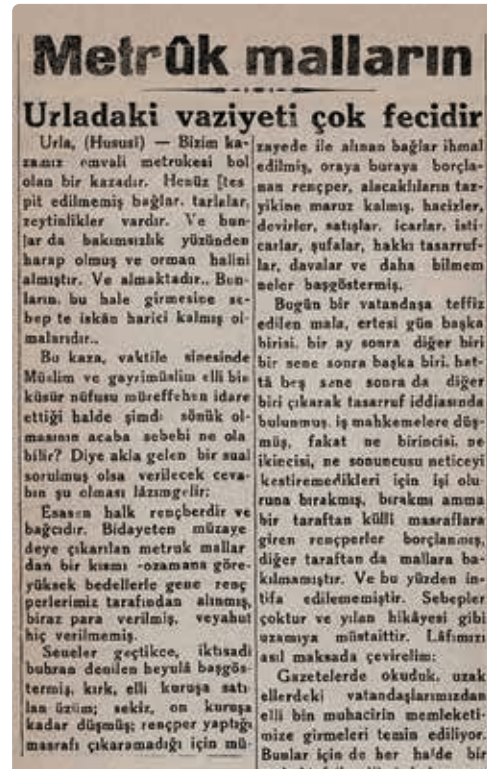 Metrûk malların
Urladaki vaziyeti çok fecidir
Urla, (Hususî) — Bizim ka-
zamız emvali metrukesi bol
olan bir kazadır. Henüz [tes
pit edilmemiş bağlar, tarlalar,
zeytinlikler vardır. Ve bun-
lar da bakımsızlık yüzünden
harap olmuş ve orman halini
almıştır. Ve almaktadır.. Bun-
ların, bu hale girmesine se-
bep te iskân harici kalmış ol-
malarıdır..
Bu kaza, vaktile sinesinde
Müslim ve gayrimüslim elli bin
küsür nüfusu müreffehen idare
ettiği halde şimdi sönük ol-
masının acaba sebebi ne ola
bilir? Diye akla gelen bir sual
sorulmuş olsa verilecek ceva-
bın şu olması lâzımgelir:
Esasen halk rençberdir ve
bağcıdır. Bidayeten müzaye
deye çıkarılan metruk mallar
dan bir kısmı -ozamana göre-
yüksek bedellerle gene renç
perlerimiz tarafından alınmış,
biraz para verilmiş, veyahut
hiç verilmemiş.
Seneler geçtikce, iktisadî
buhran denilen heyulâ başgös-
termiş, kırk, elli kuruşa satı-
lan üzüm; sekiz, on kuruşa
kadar düşmüş; rençper yaptığı
masrafı çıkaramadığı için mü-
zayede ile alınan bağlar ihmal
edilmiş, oraya buraya borçla-
nan rençper, alacaklıların taz-
yikine maruz kalmış, hacizler,
devirler, satışlar, icarlar, isti-
carlar, şufalar, hakkı tasarruf-
lar, davalar ve daha bilmem
neler başgöstermiş.
Bugün bir vatandaşa teffiz
edilen mala, ertesi gün başka
birisi, bir ay sonra diğer biri
bir sene sonra başka biri, hat-
tâ beş sene sonra da diğer
biri çıkarak tasarruf iddiasında
bulunmuş, iş mahkemelere düş-
müş, fakat ne birincisi, ne
ikincisi, ne sonuncusu neticeyi
kestiremedikleri için işi olu-
runa bırakmış, bırakmı amma
bir taraftan külli masraflara
giren rençperler borçlanmış,
diğer taraftan da mallara ba-
kılmamıştır. Ve bu yüzden in-
tifa edilememiştir. Sebepler
çoktur ve yılan hikâyesi gibi
uzamıya müstaittir. Lâfımızı
asıl maksada çevirelim:
Gazetelerde okuduk, uzak
ellerdeki vatandaşlarımızdan
elli bin muhacirin memleketi-
mize girmeleri temin ediliyor.
Bunlar için de her halde bir